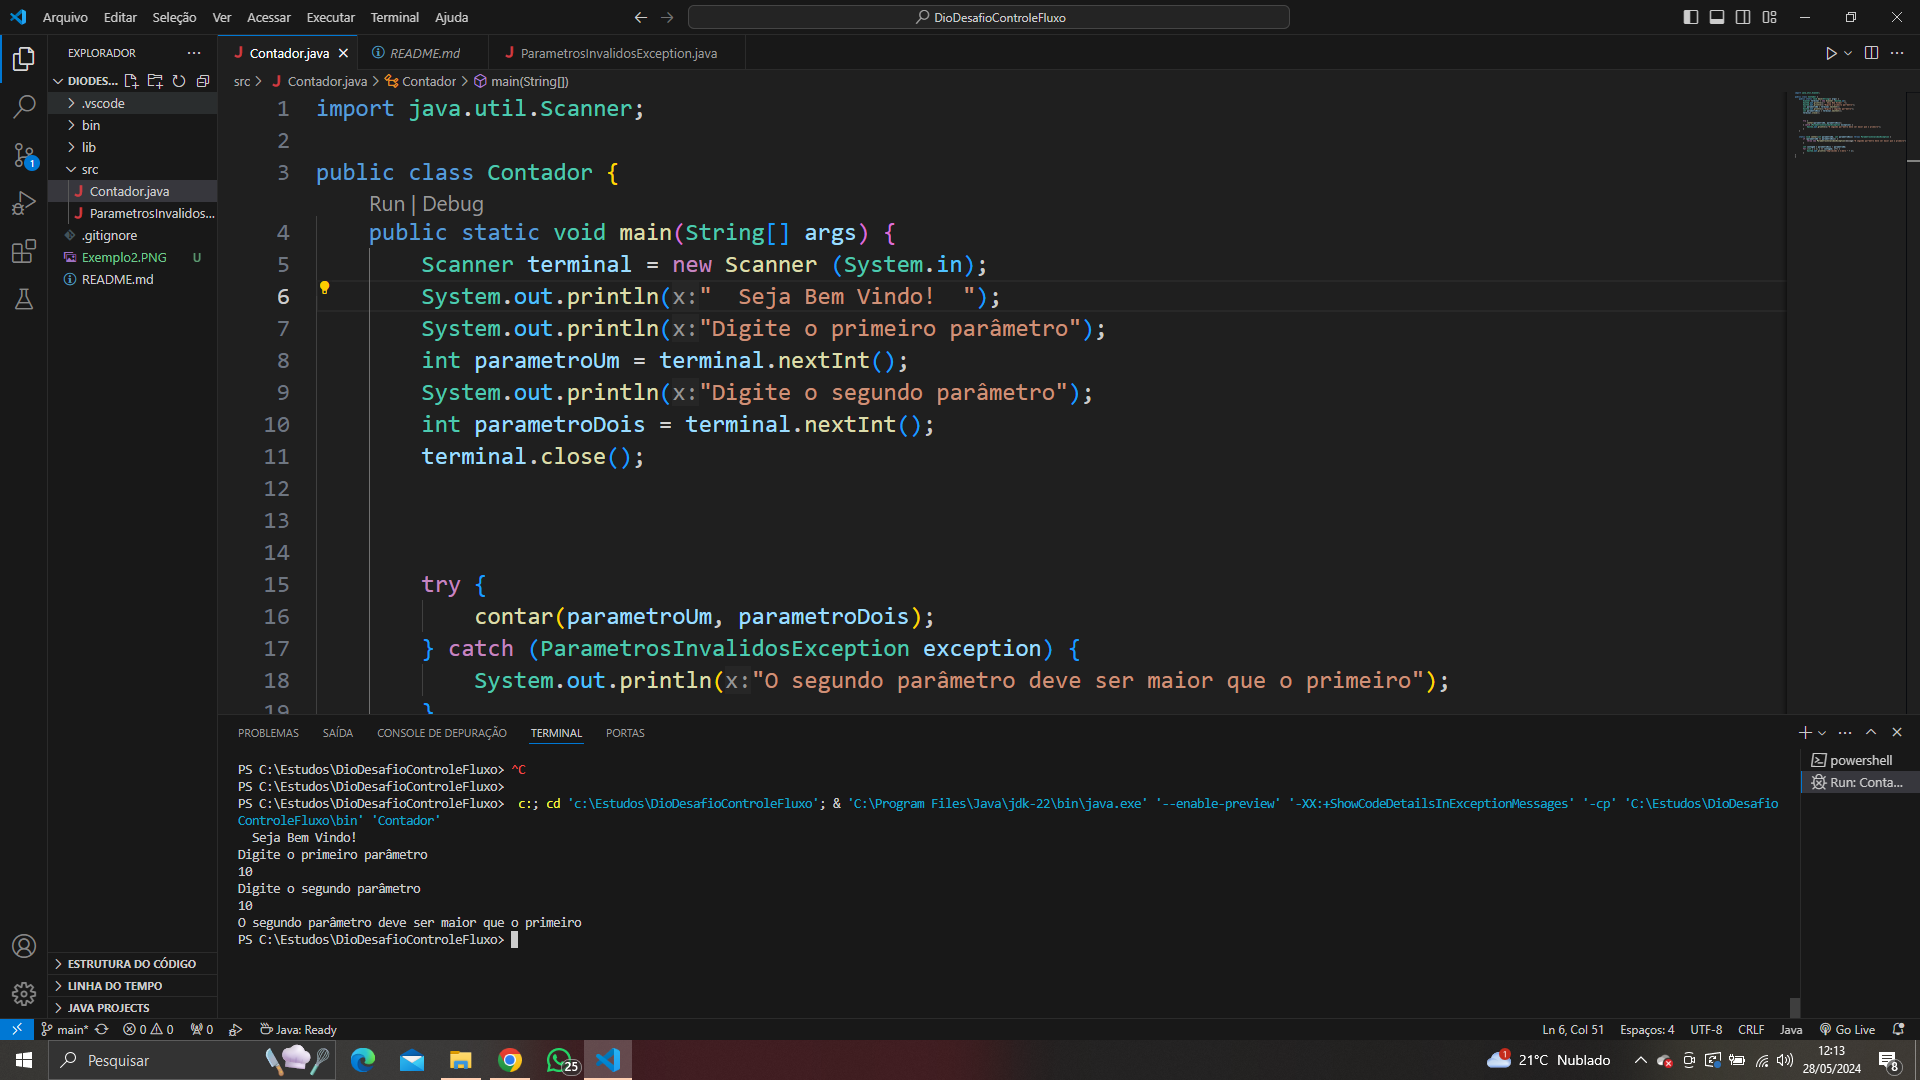 Arquivo Editar Seleção Ver Acessar Executar Terminal Ajuda
DioDesafioControleFluxo
EXPLORADOR
DIODES...
.vscode
bin
lib
src
Contador.java
ParametrosInvalidos...
.gitignore
Exemplo2.PNG U
README.md
1
ESTRUTURA DO CÓDIGO
LINHA DO TEMPO
JAVA PROJECTS
Contador.java README.md ParametrosInvalidosException.java
src > Contador.java > Contador > main(String[])
1 import java.util.Scanner;
2
3 public class Contador {
Run | Debug
4 public static void main(String[] args) {
5 Scanner terminal = new Scanner (System.in);
6 System.out.println(x:"  Seja Bem Vindo!  ");
7 System.out.println(x:"Digite o primeiro parâmetro");
8 int parametroUm = terminal.nextInt();
9 System.out.println(x:"Digite o segundo parâmetro");
10 int parametroDois = terminal.nextInt();
11 terminal.close();
12
13
14
15 try {
16 contar(parametroUm, parametroDois);
17 } catch (ParametrosInvalidosException exception) {
18 System.out.println(x:"O segundo parâmetro deve ser maior que o primeiro");
19 }
PROBLEMAS SAÍDA CONSOLE DE DEPURAÇÃO TERMINAL PORTAS
PS C:\Estudos\DioDesafioControleFluxo> ^C
PS C:\Estudos\DioDesafioControleFluxo>
PS C:\Estudos\DioDesafioControleFluxo>  c:; cd 'c:\Estudos\DioDesafioControleFluxo'; & 'C:\Program Files\Java\jdk-22\bin\java.exe' '--enable-preview' '-XX:+ShowCodeDetailsInExceptionMessages' '-cp' 'C:\Estudos\DioDesafio
ControleFluxo\bin' 'Contador'
Seja Bem Vindo!
Digite o primeiro parâmetro
10
Digite o segundo parâmetro
10
O segundo parâmetro deve ser maior que o primeiro
PS C:\Estudos\DioDesafioControleFluxo>
powershell
Run: Conta...
main* 0 0 0 Java: Ready
Ln 6, Col 51 Espaços: 4 UTF-8 CRLF Java Go Live
Pesquisar
25
1
21°C Nublado
12:13
28/05/2024
8